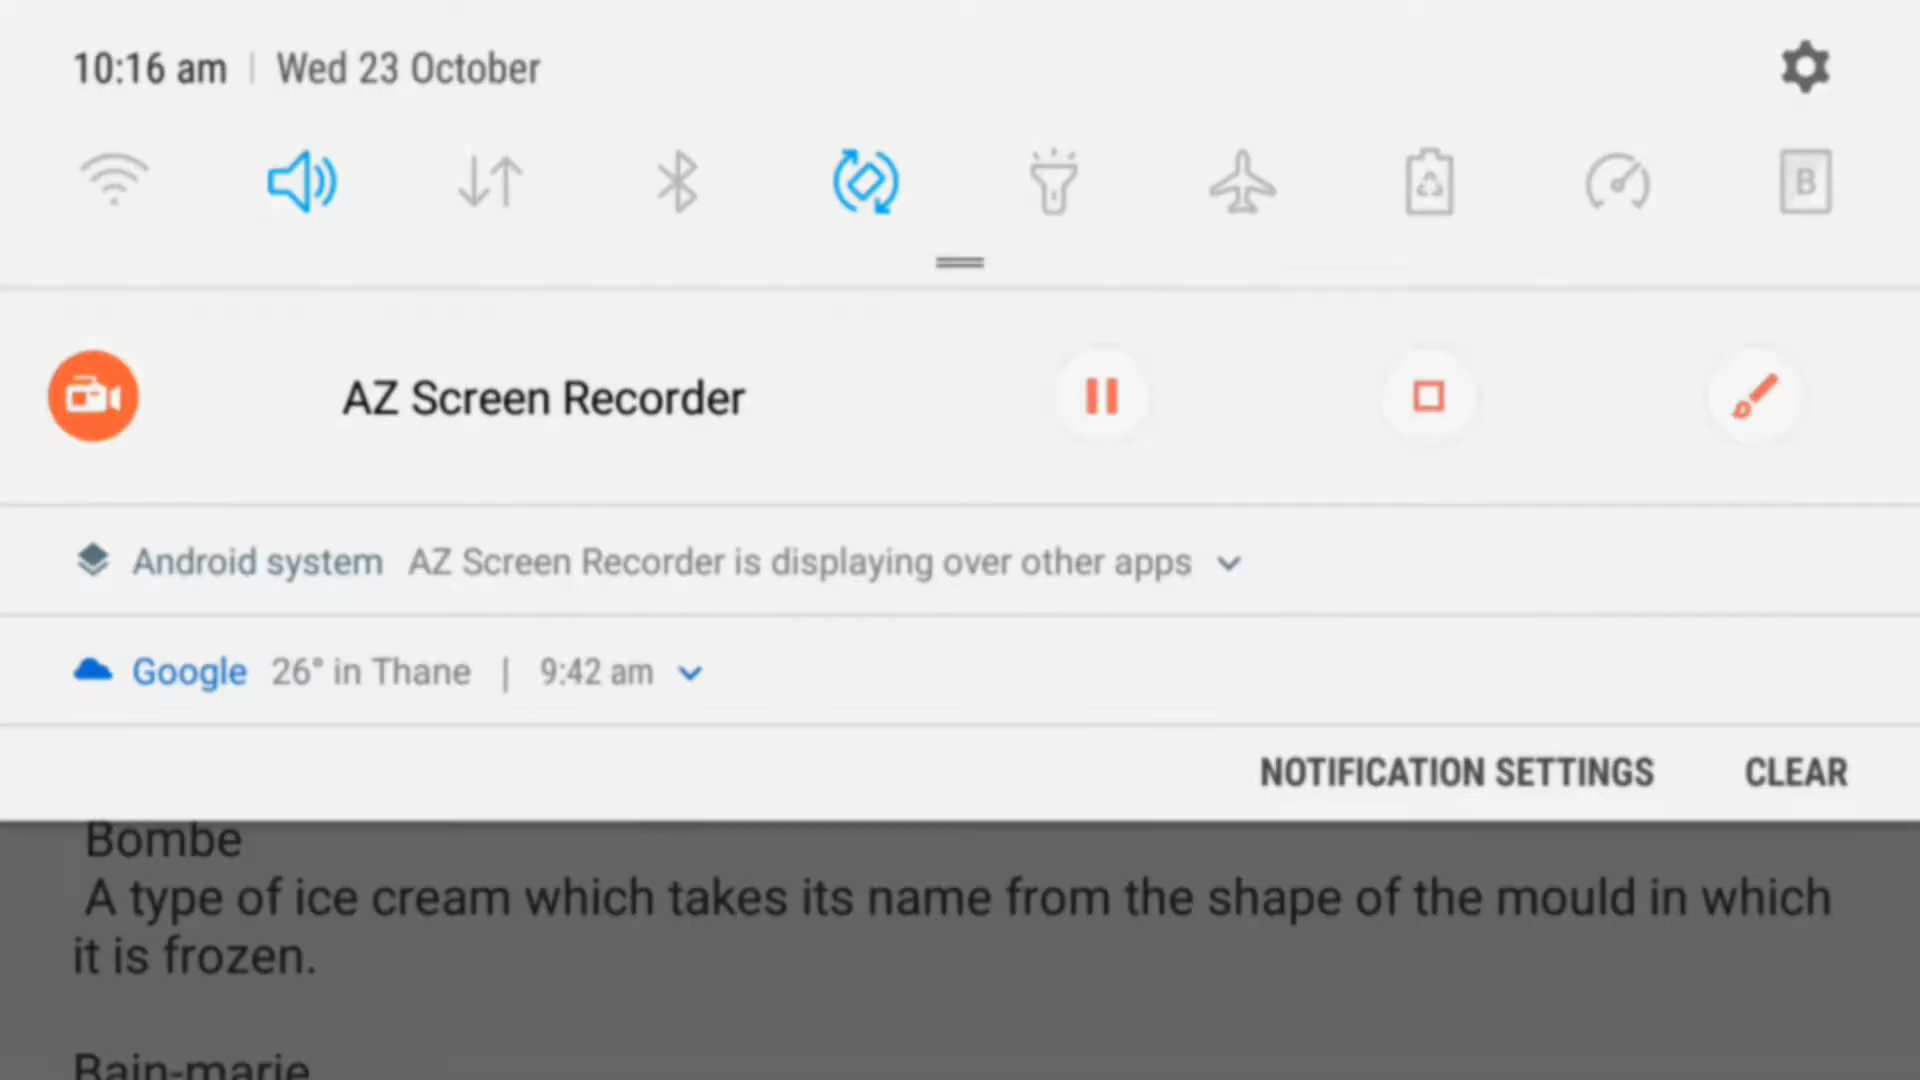 10:16 am | Wed 23 October
B
AZ Screen Recorder
Android system AZ Screen Recorder is displaying over other apps
Google 26° in Thane | 9:42 am
NOTIFICATION SETTINGS CLEAR
Bombe
A type of ice cream which takes its name from the shape of the mould in which
it is frozen.
Bain-marie